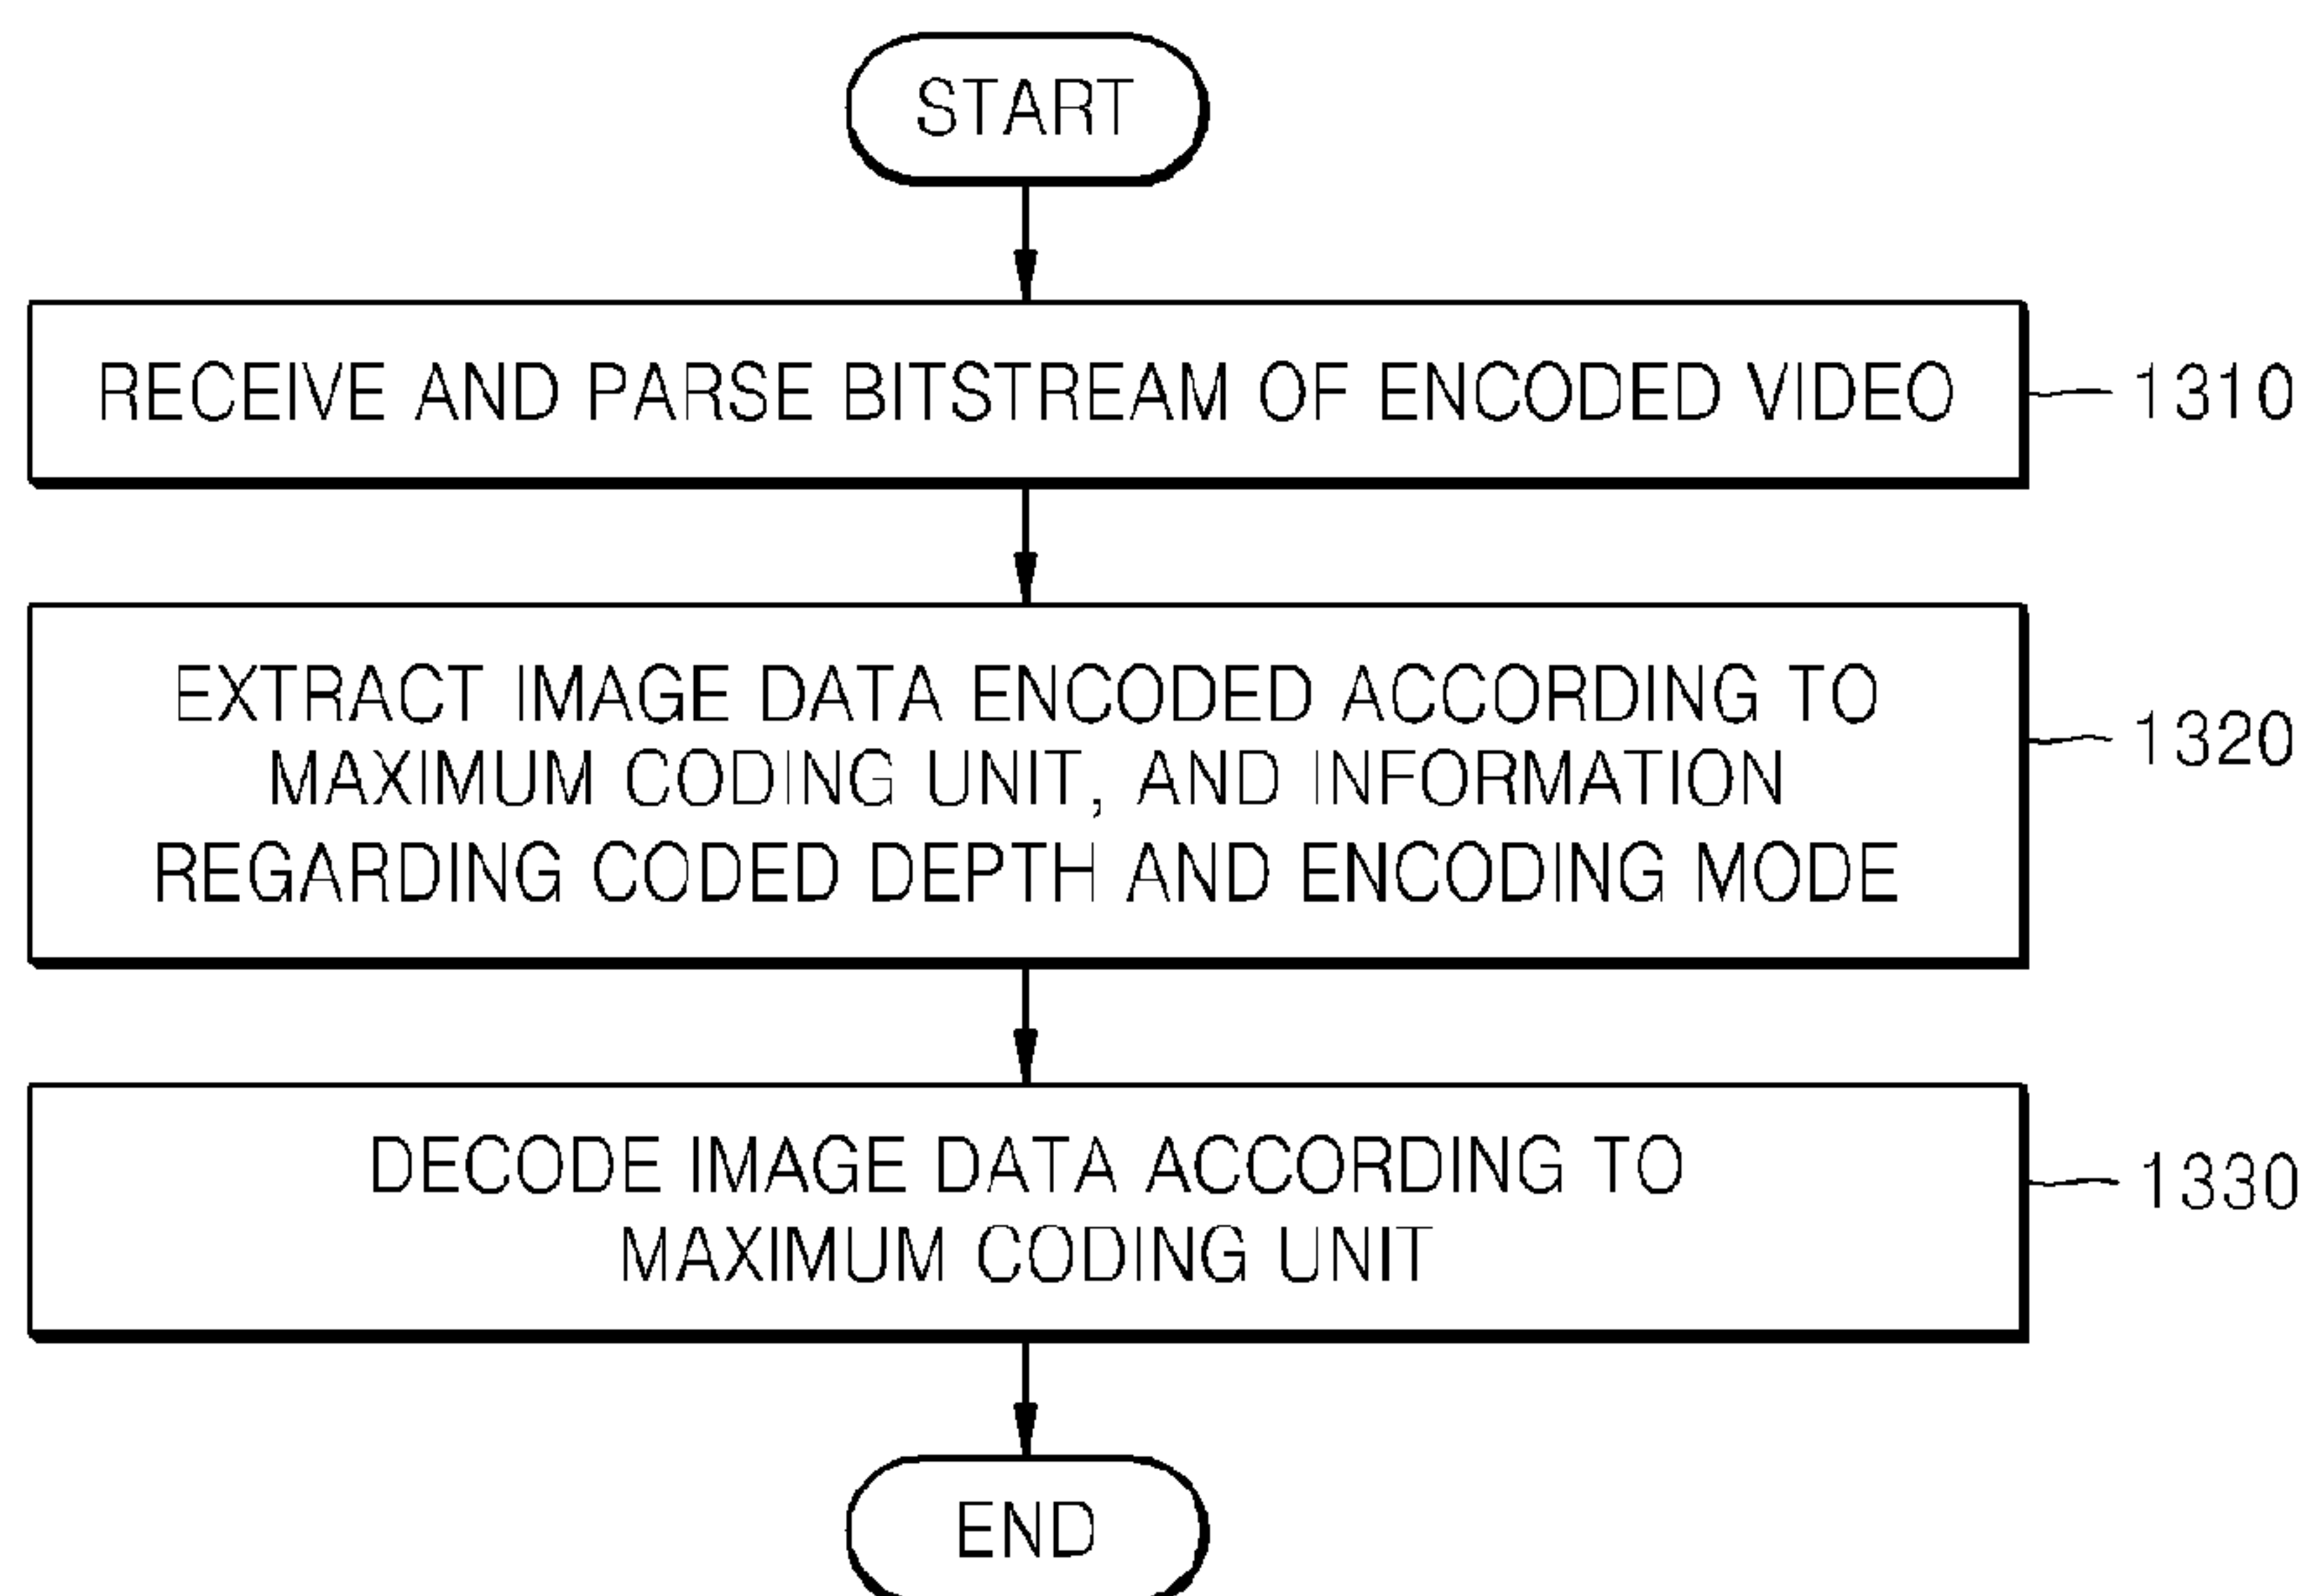 START
RECEIVE AND PARSE BITSTREAM OF ENCODED VIDEO
1310
EXTRACT IMAGE DATA ENCODED ACCORDING TO
MAXIMUM CODING UNIT, AND INFORMATION
REGARDING CODED DEPTH AND ENCODING MODE
1320
DECODE IMAGE DATA ACCORDING TO
MAXIMUM CODING UNIT
1330
END